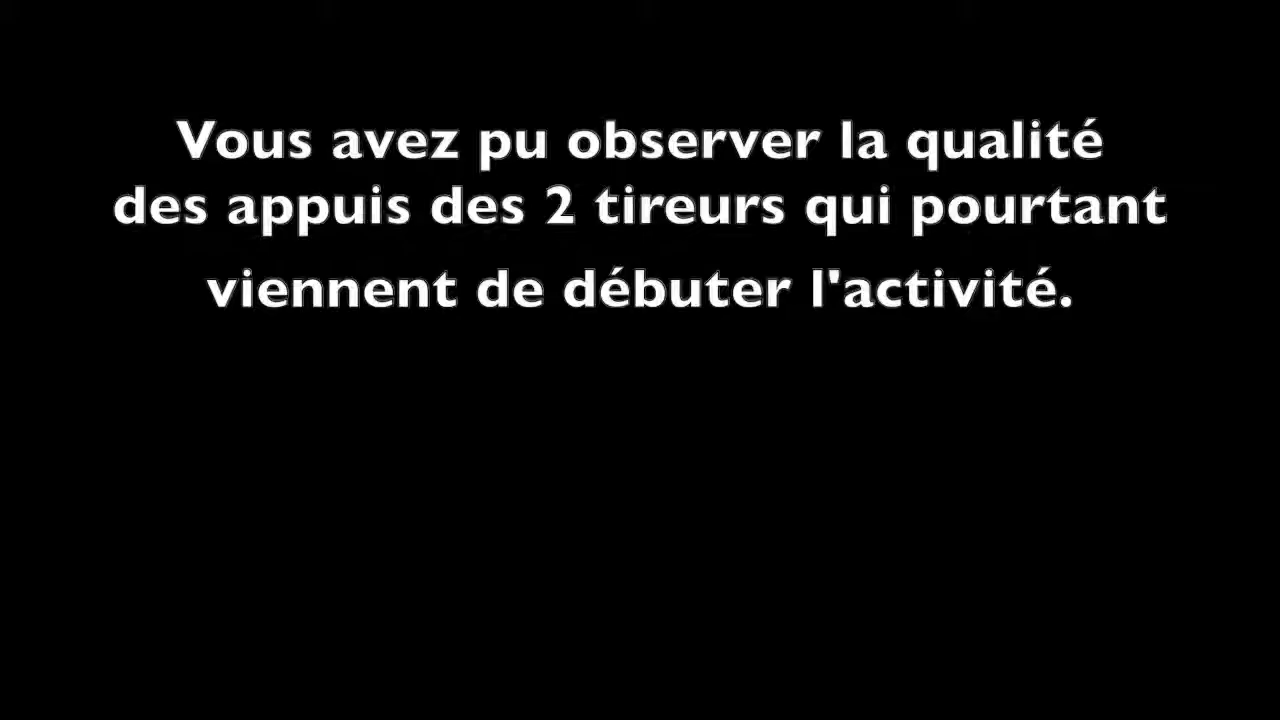 Vous avez pu observer la qualité
des appuis des 2 tireurs qui pourtant
viennent de débuter l'activité.